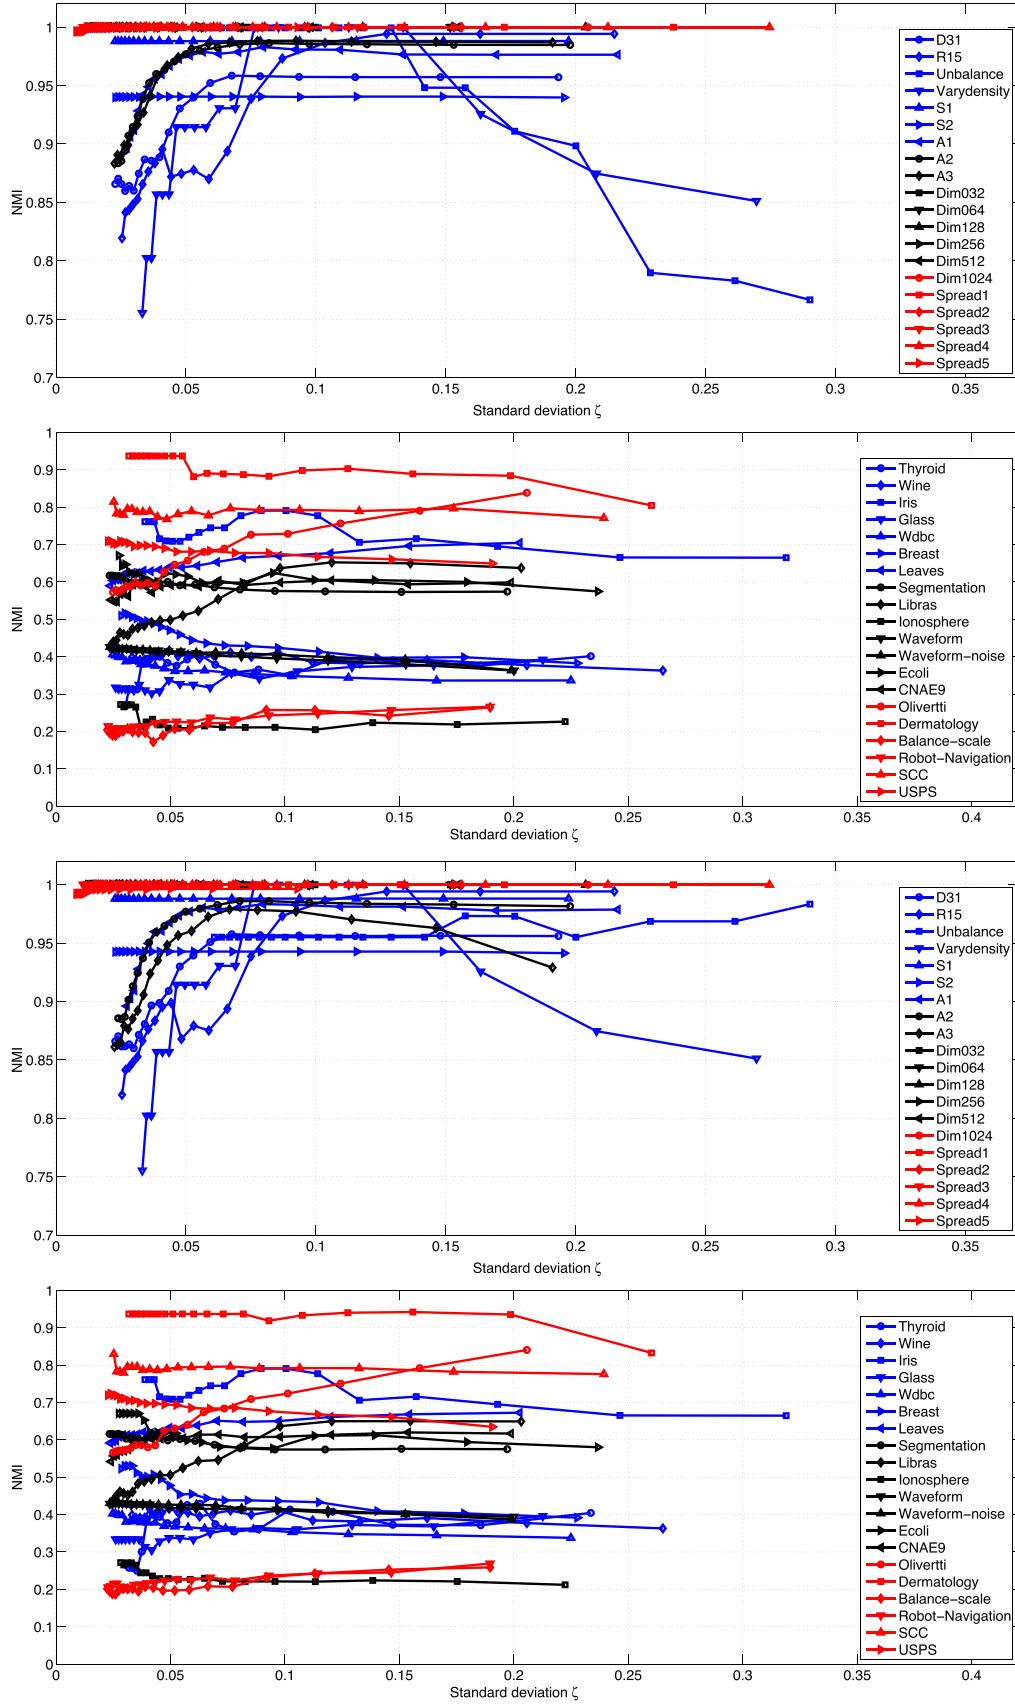 1
0.95
0.9
0.85
0.8
0.75
0.7
NMI
0
0.05
0.1
0.15
0.2
0.25
0.3
0.35
Standard deviation ζ
D31
R15
Unbalance
Varydensity
S1
S2
A1
A2
A3
Dim032
Dim064
Dim128
Dim256
Dim512
Dim1024
Spread1
Spread2
Spread3
Spread4
Spread5
1
0.9
0.8
0.7
0.6
0.5
0.4
0.3
0.2
0.1
0
NMI
0
0.05
0.1
0.15
0.2
0.25
0.3
0.35
0.4
Standard deviation ζ
Thyroid
Wine
Iris
Glass
Wdbc
Breast
Leaves
Segmentation
Libras
Ionosphere
Waveform
Waveform-noise
Ecoli
CNAE9
Olivertti
Dermatology
Balance-scale
Robot-Navigation
SCC
USPS
1
0.95
0.9
0.85
0.8
0.75
0.7
NMI
0
0.05
0.1
0.15
0.2
0.25
0.3
0.35
Standard deviation ζ
D31
R15
Unbalance
Varydensity
S1
S2
A1
A2
A3
Dim032
Dim064
Dim128
Dim256
Dim512
Dim1024
Spread1
Spread2
Spread3
Spread4
Spread5
1
0.9
0.8
0.7
0.6
0.5
0.4
0.3
0.2
0.1
0
NMI
0
0.05
0.1
0.15
0.2
0.25
0.3
0.35
0.4
Standard deviation ζ
Thyroid
Wine
Iris
Glass
Wdbc
Breast
Leaves
Segmentation
Libras
Ionosphere
Waveform
Waveform-noise
Ecoli
CNAE9
Olivertti
Dermatology
Balance-scale
Robot-Navigation
SCC
USPS